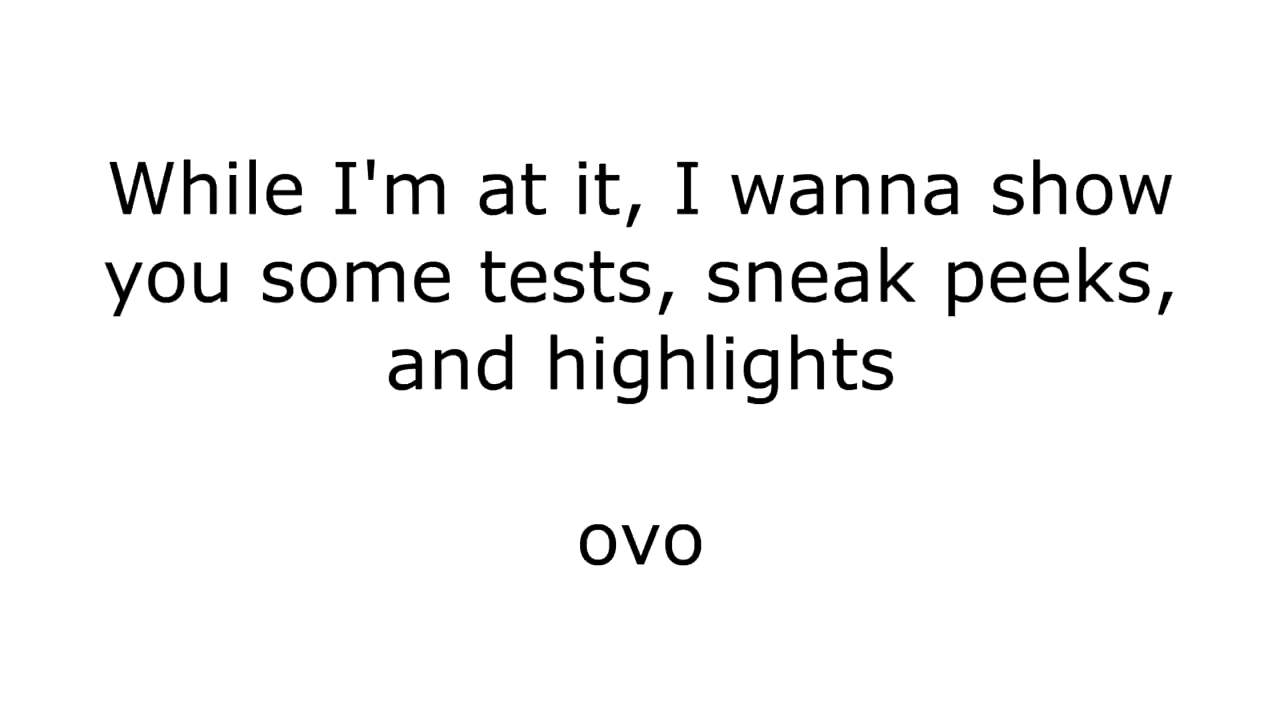 While I'm at it, I wanna show
you some tests, sneak peeks,
and highlights
ovo